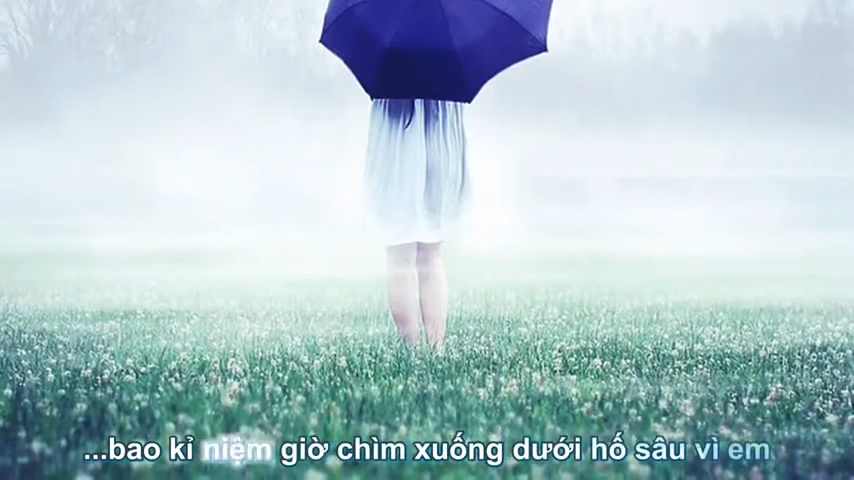 ...bao kỉ niệm giờ chìm xuống dưới hố sâu vì em